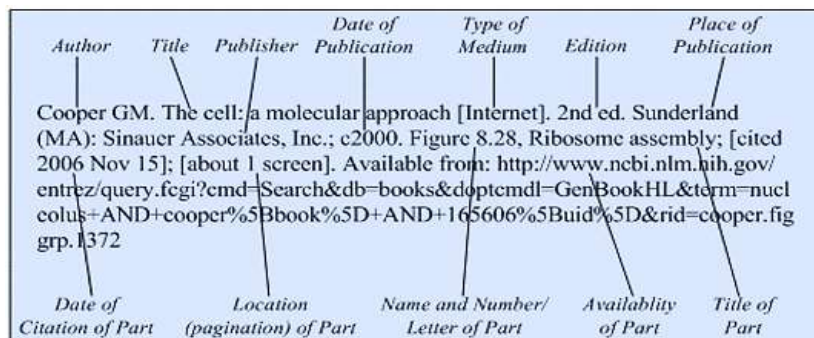 Date of Type of Place of
Author Title Publisher Publication Medium Edition Publication
Cooper GM. The cell: a molecular approach [Internet]. 2nd ed. Sunderland
(MA): Sinauer Associates, Inc.; c2000. Figure 8.28, Ribosome assembly; [cited
2006 Nov 15]; [about 1 screen]. Available from: http://www.ncbi.nlm.nih.gov/
entrez/query.fcgi?cmd=Search&db=books&doptcmdl=GenBookHL&term=nucl
eolus+AND+cooper%5Bbook%5D+AND+165606%5Buid%5D&rid=cooper.fig
grp.1372
Date of Location Name and Number/ Availablity Title of
Citation of Part (pagination) of Part Letter of Part of Part Part